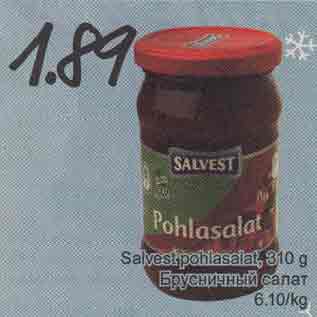 1.89
SALVEST
Pohlasalat
Salvest pohlasalat, 310 g
Брусничный салат
6.10/kg